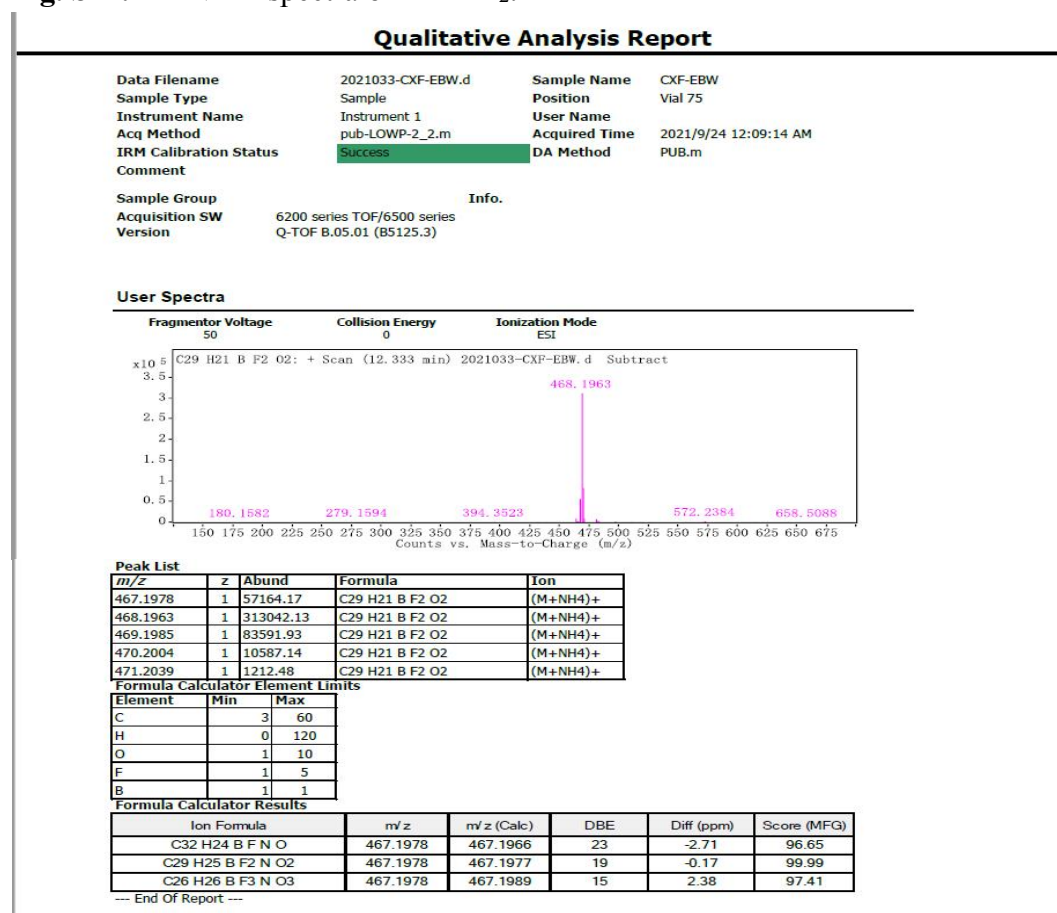 Qualitative Analysis Report
Data Filename 2021033-CXF-EBW.d Sample Name CXF-EBW
Sample Type Sample Position Vial 75
Instrument Name Instrument 1 User Name
Acq Method pub-LOWP-2_2.m Acquired Time 2021/9/24 12:09:14 AM
IRM Calibration Status Success DA Method PUB.m
Comment
Sample Group Info.
Acquisition SW 6200 series TOF/6500 series
Version Q-TOF B.05.01 (B5125.3)
User Spectra
Fragmentor Voltage Collision Energy Ionization Mode
50 0 ESI
x10 5 C29 H21 B F2 O2: + Scan (12.333 min) 2021033-CXF-EBW.d Subtract
3.5
468.1963
3
2.5
2
1.5
1
0.5
180.1582 279.1594 394.3523 572.2384 658.5088
0
150 175 200 225 250 275 300 325 350 375 400 425 450 475 500 525 550 575 600 625 650 675
Counts vs. Mass-to-Charge (m/z)
Peak List
m/z z Abund Formula Ion
467.1978 1 57164.17 C29 H21 B F2 O2 (M+NH4)+
468.1963 1 313042.13 C29 H21 B F2 O2 (M+NH4)+
469.1985 1 83591.93 C29 H21 B F2 O2 (M+NH4)+
470.2004 1 10587.14 C29 H21 B F2 O2 (M+NH4)+
471.2039 1 1212.48 C29 H21 B F2 O2 (M+NH4)+
Formula Calculator Element Limits
Element Min Max
C 3 60
H 0 120
O 1 10
F 1 5
B 1 1
Formula Calculator Results
Ion Formula m/z m/z (Calc) DBE Diff (ppm) Score (MFG)
C32 H24 B F N O 467.1978 467.1966 23 -2.71 96.65
C29 H25 B F2 N O2 467.1978 467.1977 19 -0.17 99.99
C26 H26 B F3 N O3 467.1978 467.1989 15 2.38 97.41
--- End Of Report ---